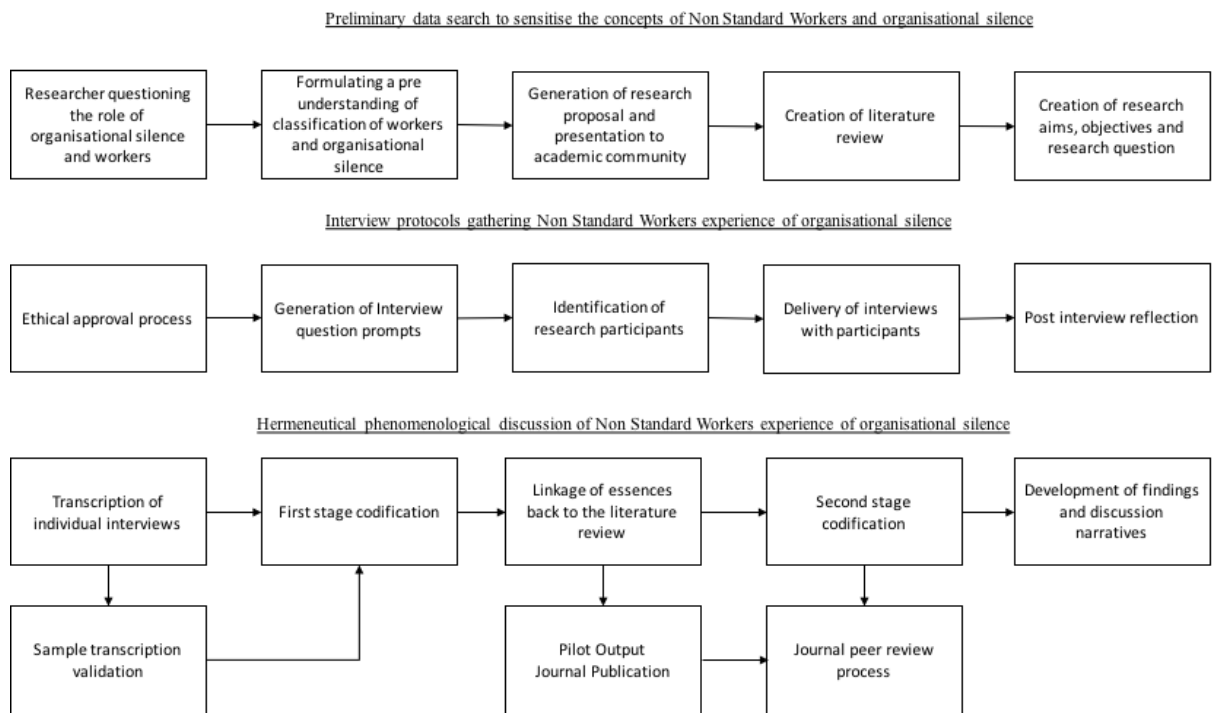 Preliminary data search to sensitise the concepts of Non Standard Workers and organisational silence
Researcher questioning
the role of
organisational silence
and workers
Formulating a pre
understanding of
classification of workers
and organisational
silence
Generation of research
proposal and
presentation to
academic community
Creation of literature
review
Creation of research
aims, objectives and
research question
Interview protocols gathering Non Standard Workers experience of organisational silence
Ethical approval process
Generation of Interview
question prompts
Identification of
research participants
Delivery of interviews
with participants
Post interview reflection
Hermeneutical phenomenological discussion of Non Standard Workers experience of organisational silence
Transcription of
individual interviews
First stage codification
Linkage of essences
back to the literature
review
Second stage
codification
Development of findings
and discussion
narratives
Sample transcription
validation
Pilot Output
Journal Publication
Journal peer review
process